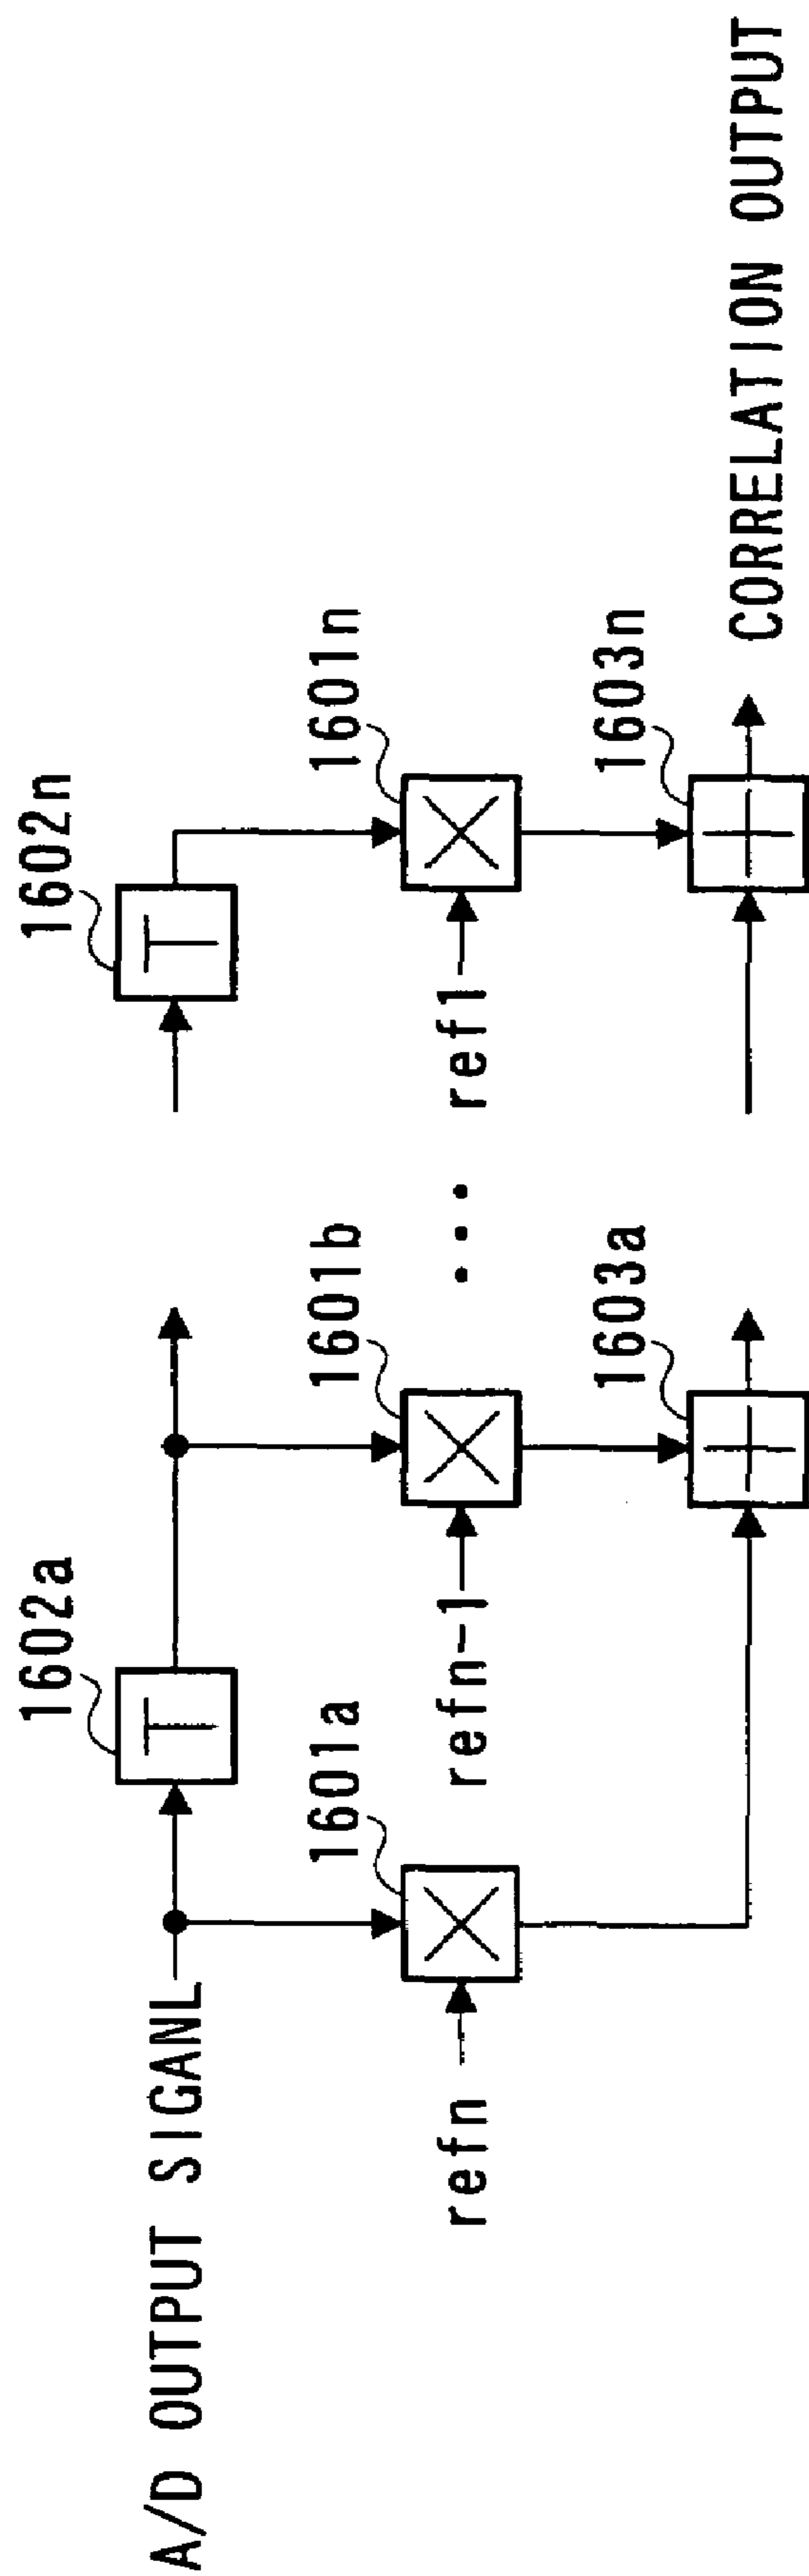 1602a
1602n
A/D OUTPUT SIGANL
T
T
1601a
1601b
1601n
refn
refn-1
...
ref1
1603a
1603n
CORRELATION OUTPUT